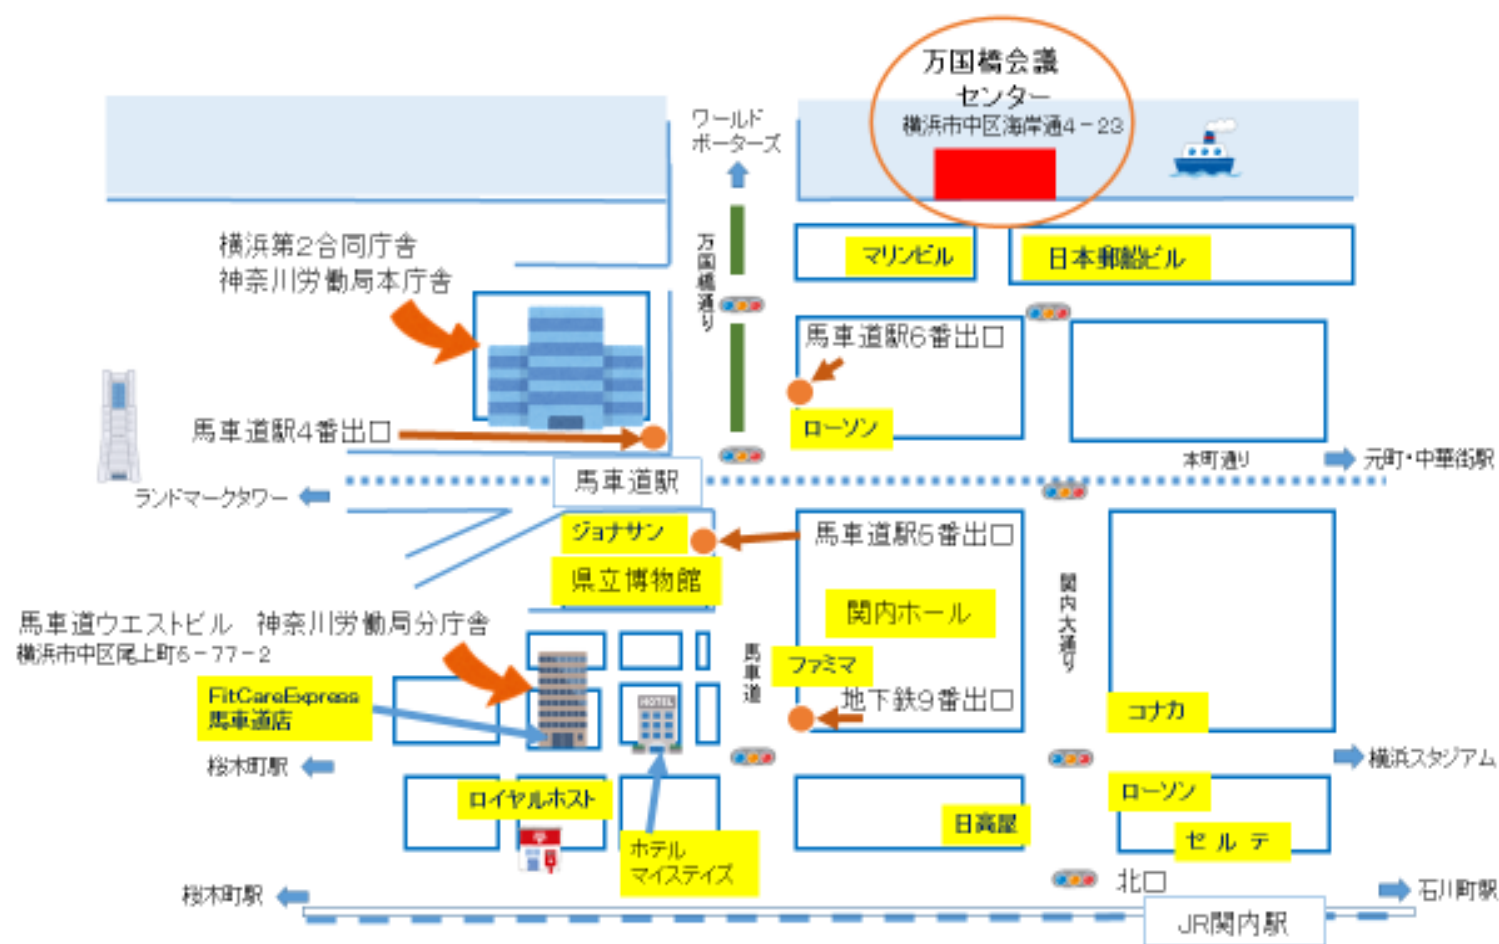 万国橋会議
センター
横浜市中区海岸通4-23
ワールド
ポーターズ
横浜第2合同庁舎
神奈川労働局本庁舎
万国橋通り
マリンビル
日本郵船ビル
馬車道駅6番出口
ローソン
馬車道駅4番出口
馬車道駅
本町通り
元町・中華街駅
ランドマークタワー
ジョナサン
馬車道駅5番出口
県立博物館
関内ホール
関内大通り
馬車道ウエストビル 神奈川労働局分庁舎
横浜市中区尾上町5-77-2
馬車道
ファミマ
FitCareExpress
馬車道店
HOTEL
地下鉄9番出口
コナカ
桜木町駅
横浜スタジアム
ロイヤルホスト
ローソン
日高屋
セルテ
ホテル
マイステイズ
北口
桜木町駅
石川町駅
JR関内駅